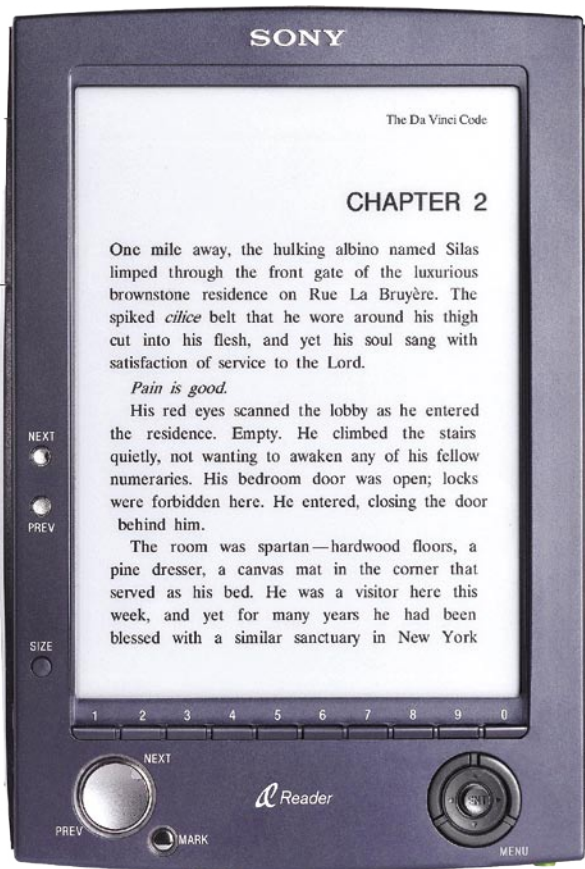 SONY
The Da Vinci Code
CHAPTER 2
One mile away, the hulking albino named Silas
limped through the front gate of the luxurious
brownstone residence on Rue La Bruyère. The
spiked cilice belt that he wore around his thigh
cut into his flesh, and yet his soul sang with
satisfaction of service to the Lord.
Pain is good.
His red eyes scanned the lobby as he entered
the residence. Empty. He climbed the stairs
quietly, not wanting to awaken any of his fellow
numeraries. His bedroom door was open; locks
were forbidden here. He entered, closing the door
behind him.
The room was spartan—hardwood floors, a
pine dresser, a canvas mat in the corner that
served as his bed. He was a visitor here this
week, and yet for many years he had been
blessed with a similar sanctuary in New York
NEXT
PREV
SIZE
1 2 3 4 5 6 7 8 9 0
NEXT
PREV
MARK
Reader
MENU